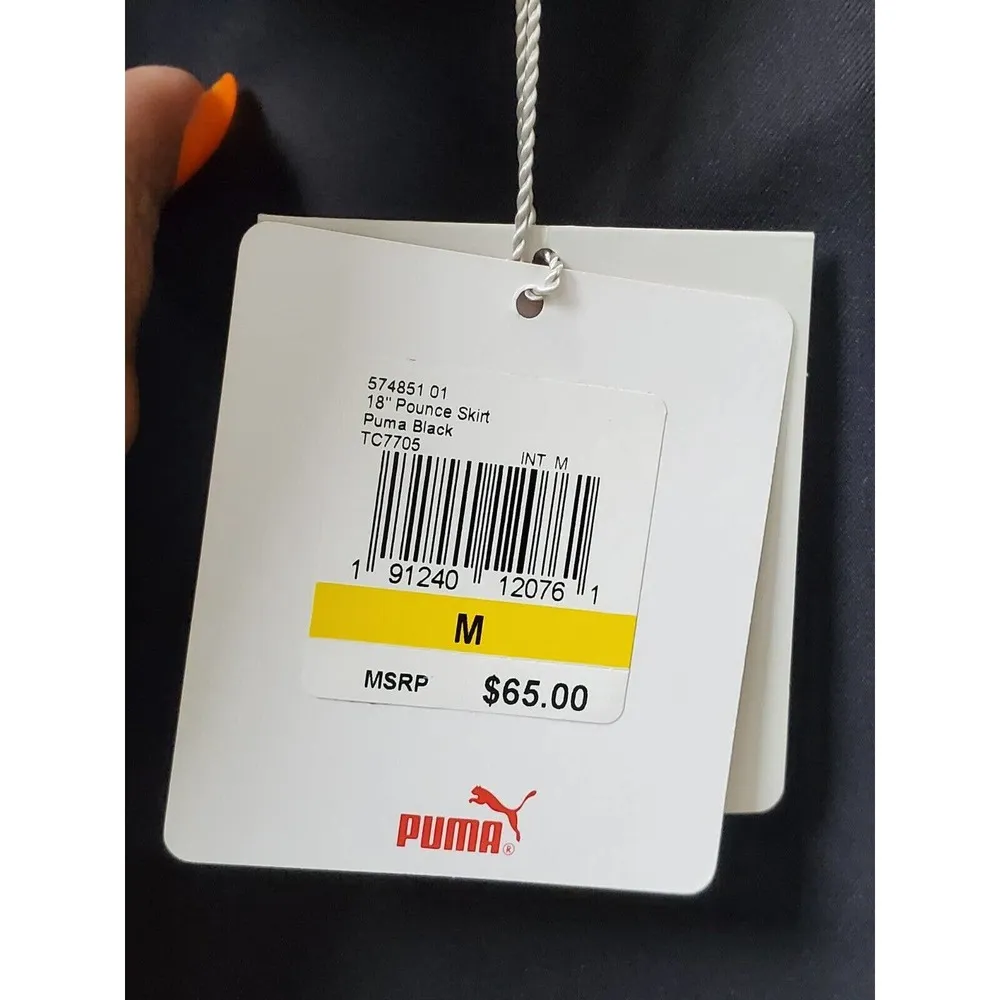 574851 01
18" Pounce Skirt
Puma Black
TC7705
INT M
1 91240 12076 1
M
MSRP $65.00
PUMA®